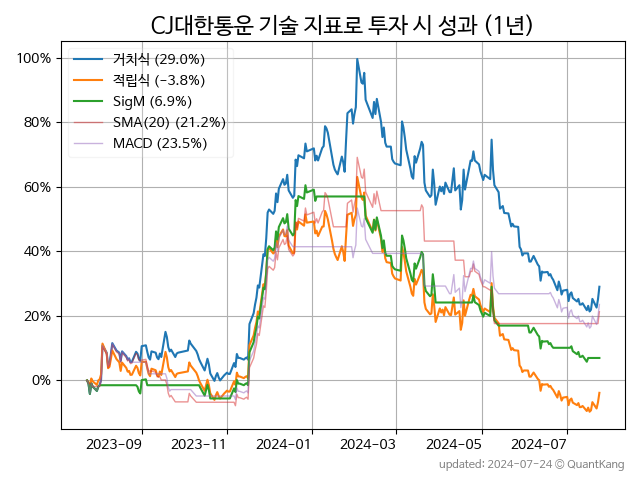 CJ대한통운 기술 지표로 투자 시 성과 (1년)
100%
80%
60%
40%
20%
0%
거치식 (29.0%)
적립식 (-3.8%)
SigM (6.9%)
SMA(20) (21.2%)
MACD (23.5%)
2023-09
2023-11
2024-01
2024-03
2024-05
2024-07
updated: 2024-07-24 © QuantKang